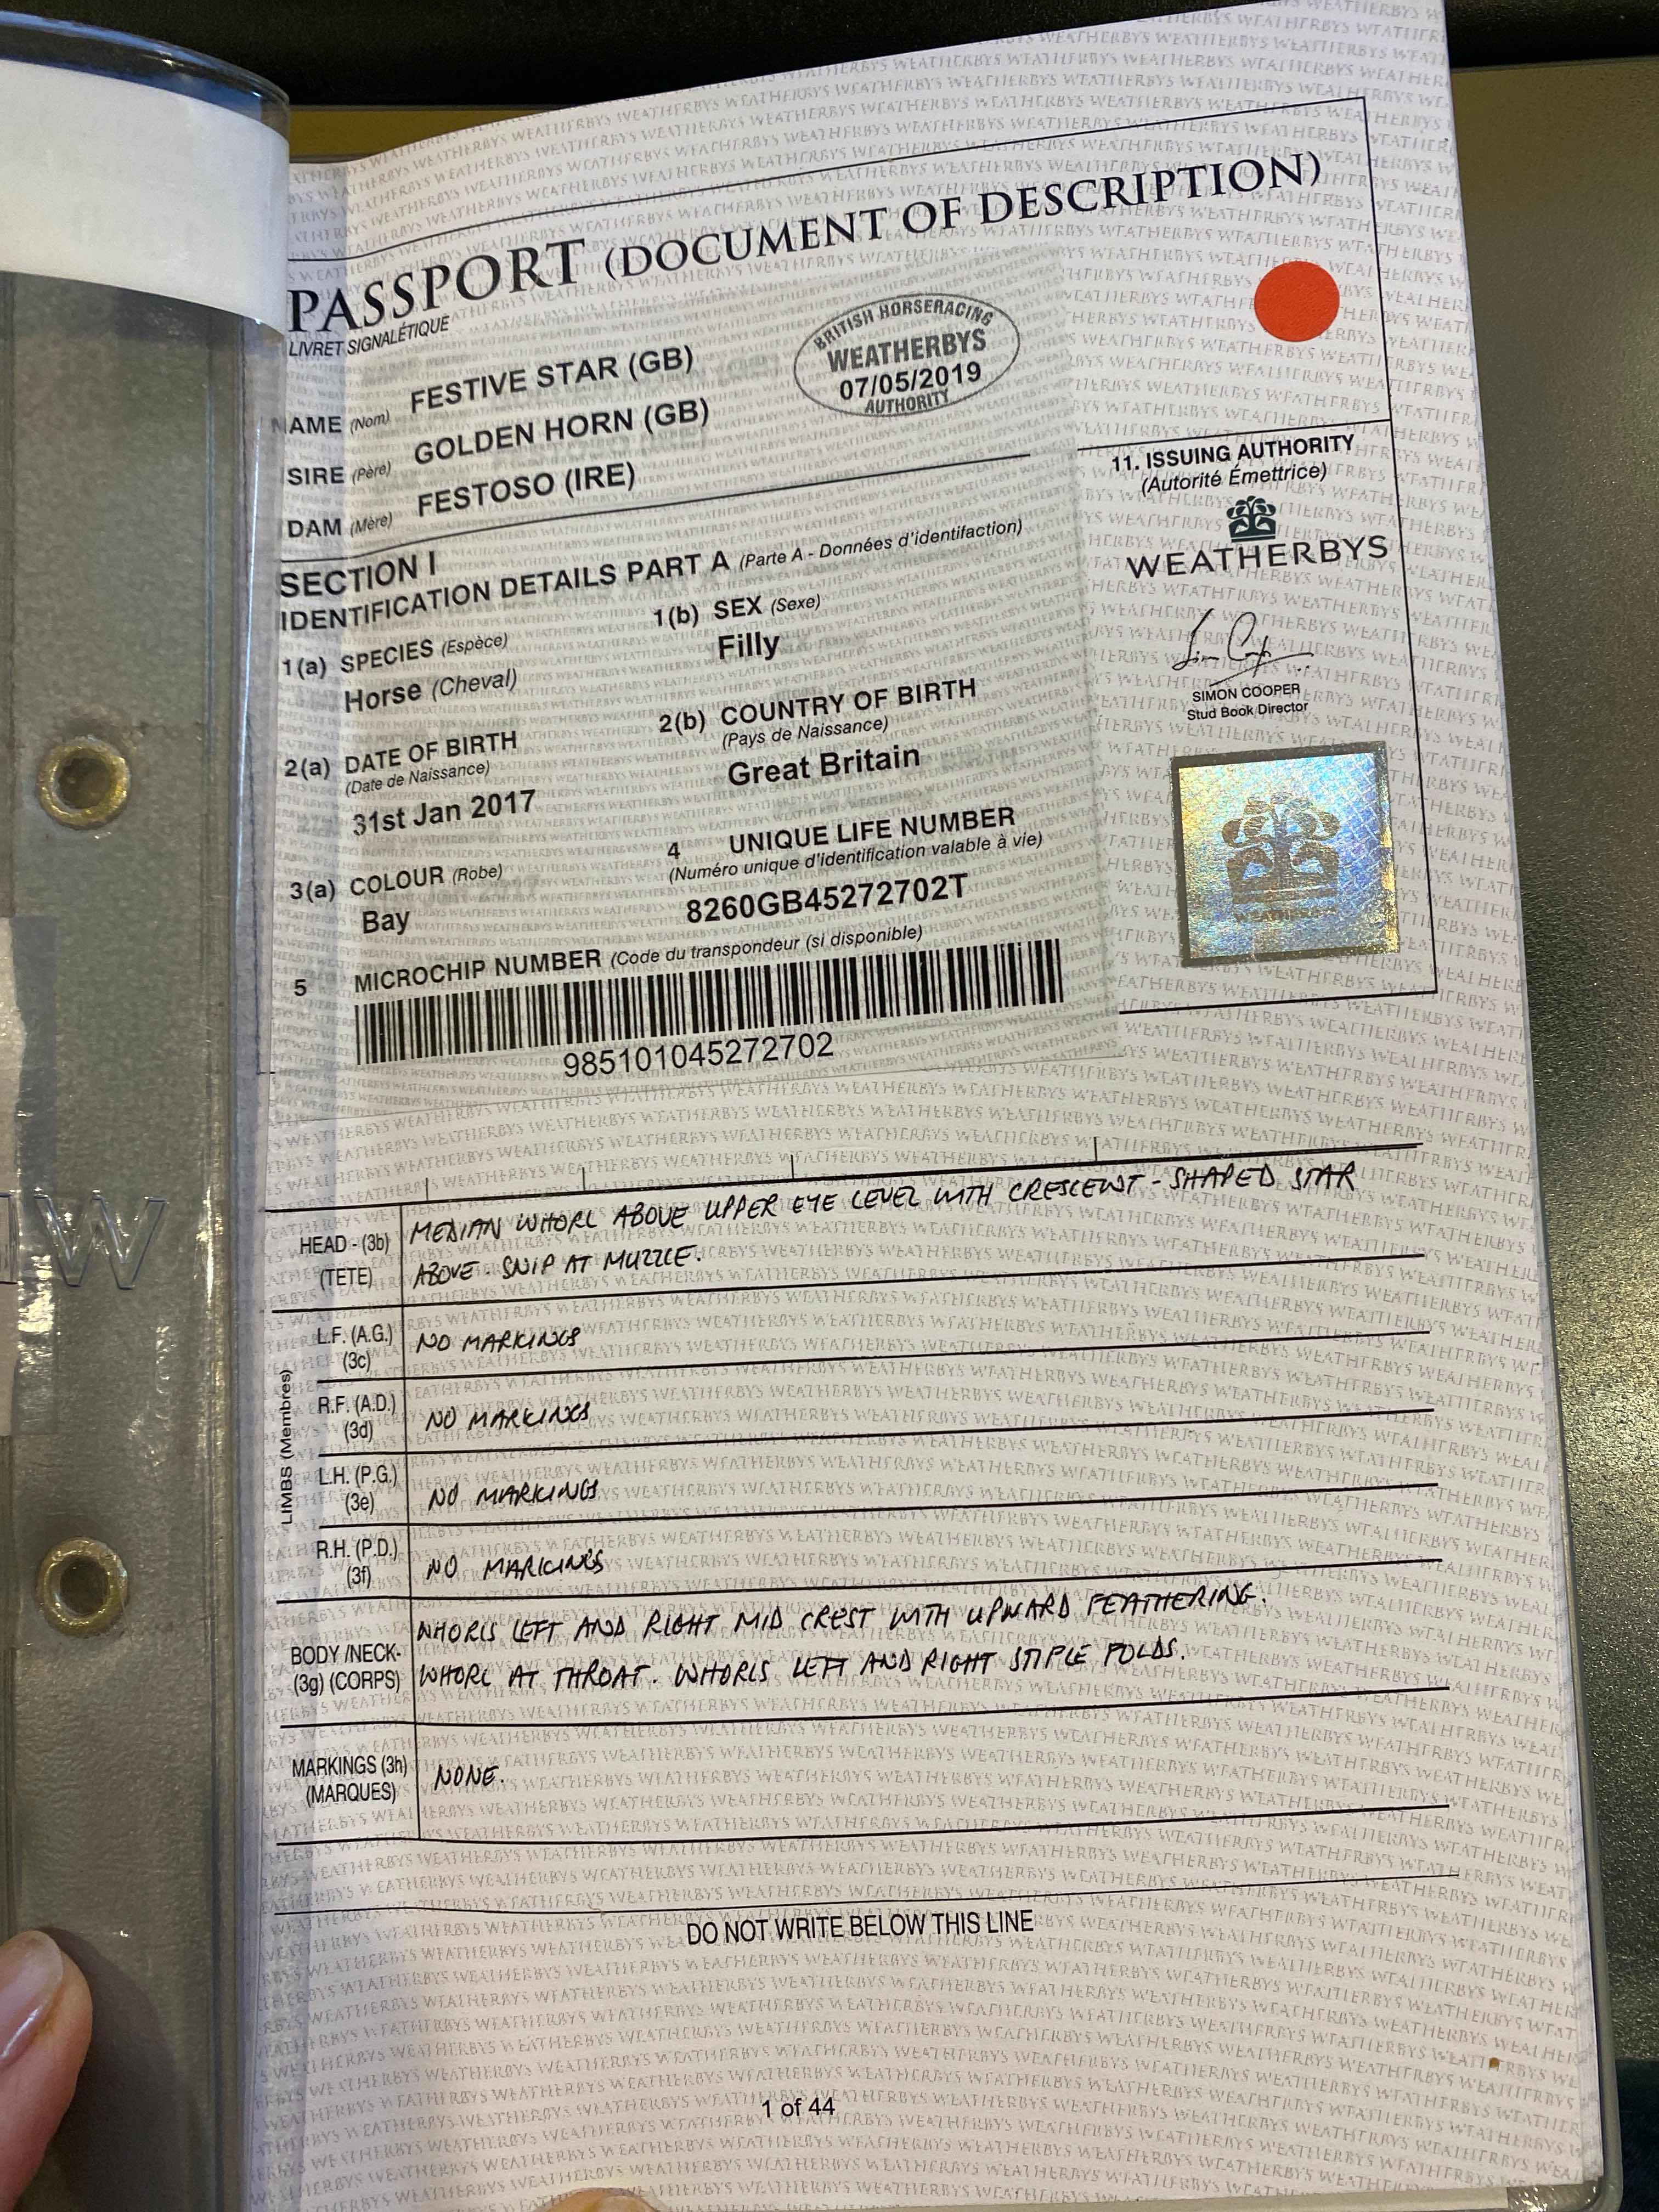 PASSPORT (DOCUMENT OF DESCRIPTION)
LIVRET SIGNALÉTIQUE
NAME (Nom) FESTIVE STAR (GB)
SIRE (Père) GOLDEN HORN (GB)
DAM (Mère) FESTOSO (IRE)
BRITISH HORSERACING
WEATHERBYS
07/05/2019
AUTHORITY
11. ISSUING AUTHORITY
(Autorité Émettrice)
WEATHERBYS
SIMON COOPER
Stud Book Director
WEATHERBYS
SECTION I
IDENTIFICATION DETAILS PART A (Parte A - Données d'identifaction)
1(a) SPECIES (Espèce)
Horse (Cheval)
1(b) SEX (Sexe)
Filly
2(a) DATE OF BIRTH
(Date de Naissance)
31st Jan 2017
2(b) COUNTRY OF BIRTH
(Pays de Naissance)
Great Britain
3(a) COLOUR (Robe)
Bay
4 UNIQUE LIFE NUMBER
(Numéro unique d'identification valable à vie)
8260GB45272702T
5 MICROCHIP NUMBER (Code du transpondeur (si disponible)
985101045272702
HEAD - (3b)
(TETE)
MEDIAN WHORL ABOVE UPPER EYE LEVEL WITH CRESCENT - SHAPED STAR
ABOVE. SNIP AT MUZZLE.
LIMBS (Membres)
L.F. (A.G.)
(3c)
NO MARKINGS
R.F. (A.D.)
(3d)
NO MARKINGS
L.H. (P.G.)
(3e)
NO MARKINGS
R.H. (P.D.)
(3f)
NO MARKINGS
BODY /NECK-
(3g) (CORPS)
WHORLS LEFT AND RIGHT MID CREST WITH UPWARD FEATHERING.
WHORL AT THROAT. WHORLS LEFT AND RIGHT STIPLE FOLDS.
MARKINGS (3h)
(MARQUES)
NONE.
DO NOT WRITE BELOW THIS LINE
1 of 44
W